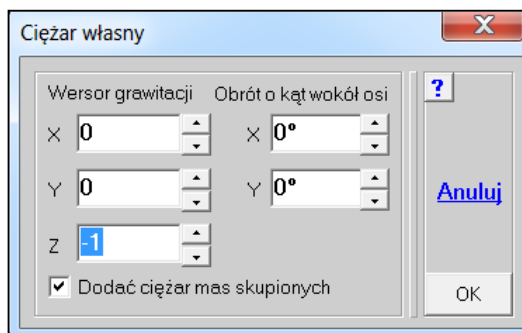 Ciężar własny
X
Wersor grawitacji Obrót o kąt wokół osi ?
X 0 X 0°
Y 0 Y 0° Anuluj
Z -1
Dodać ciężar mas skupionych OK